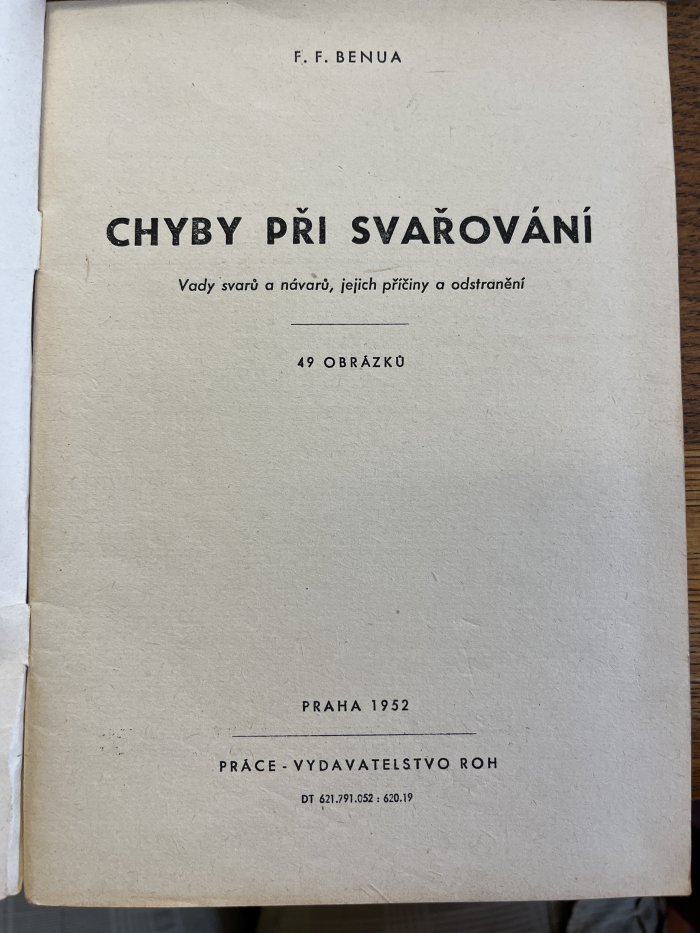 F. F. BENUA
CHYBY PŘI SVAŘOVÁNÍ
Vady svarů a návarů, jejich příčiny a odstranění
49 OBRÁZKŮ
PRAHA 1952
PRÁCE - VYDAVATELSTVO ROH
DT 621.791.052 : 620.19